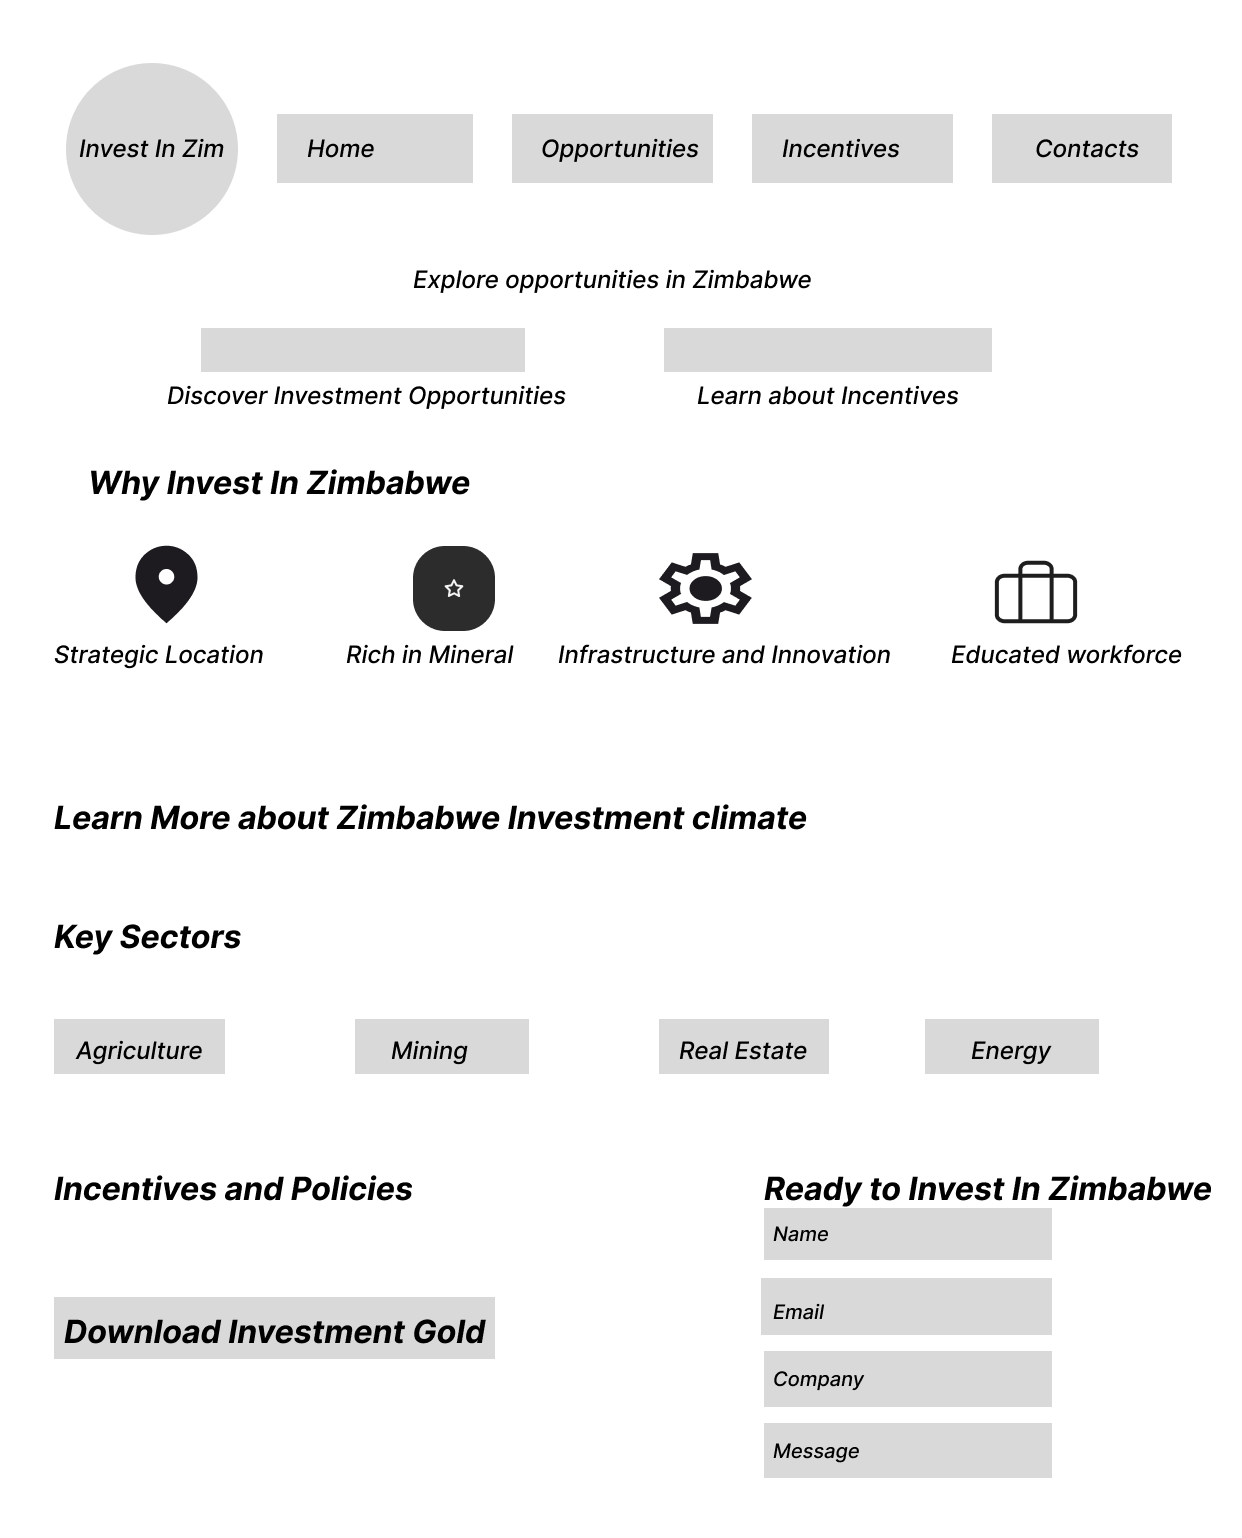 Invest In Zim
Home
Opportunities
Incentives
Contacts
Explore opportunities in Zimbabwe
Discover Investment Opportunities
Learn about Incentives
Why Invest In Zimbabwe
Strategic Location
Rich in Mineral
Infrastructure and Innovation
Educated workforce
Learn More about Zimbabwe Investment climate
Key Sectors
Agriculture
Mining
Real Estate
Energy
Incentives and Policies
Download Investment Gold
Ready to Invest In Zimbabwe
Name
Email
Company
Message